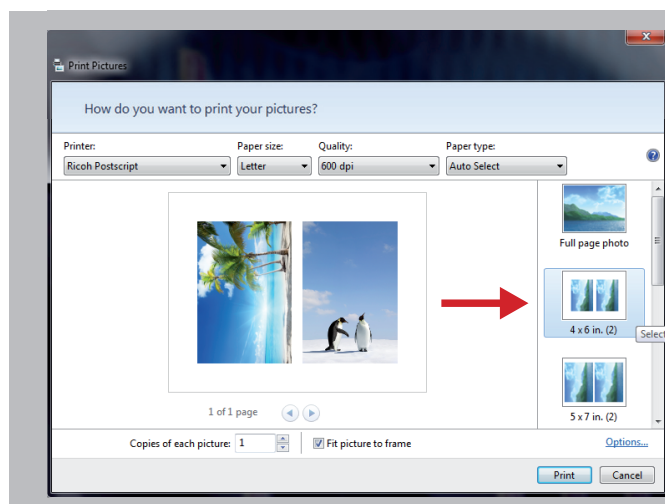 Print Pictures
How do you want to print your pictures?
Printer: Paper size: Quality: Paper type:
Ricoh Postscript Letter 600 dpi Auto Select
Full page photo
4 x 6 in. (2)
Select
5 x 7 in. (2)
1 of 1 page
Copies of each picture: 1 Fit picture to frame Options...
Print Cancel